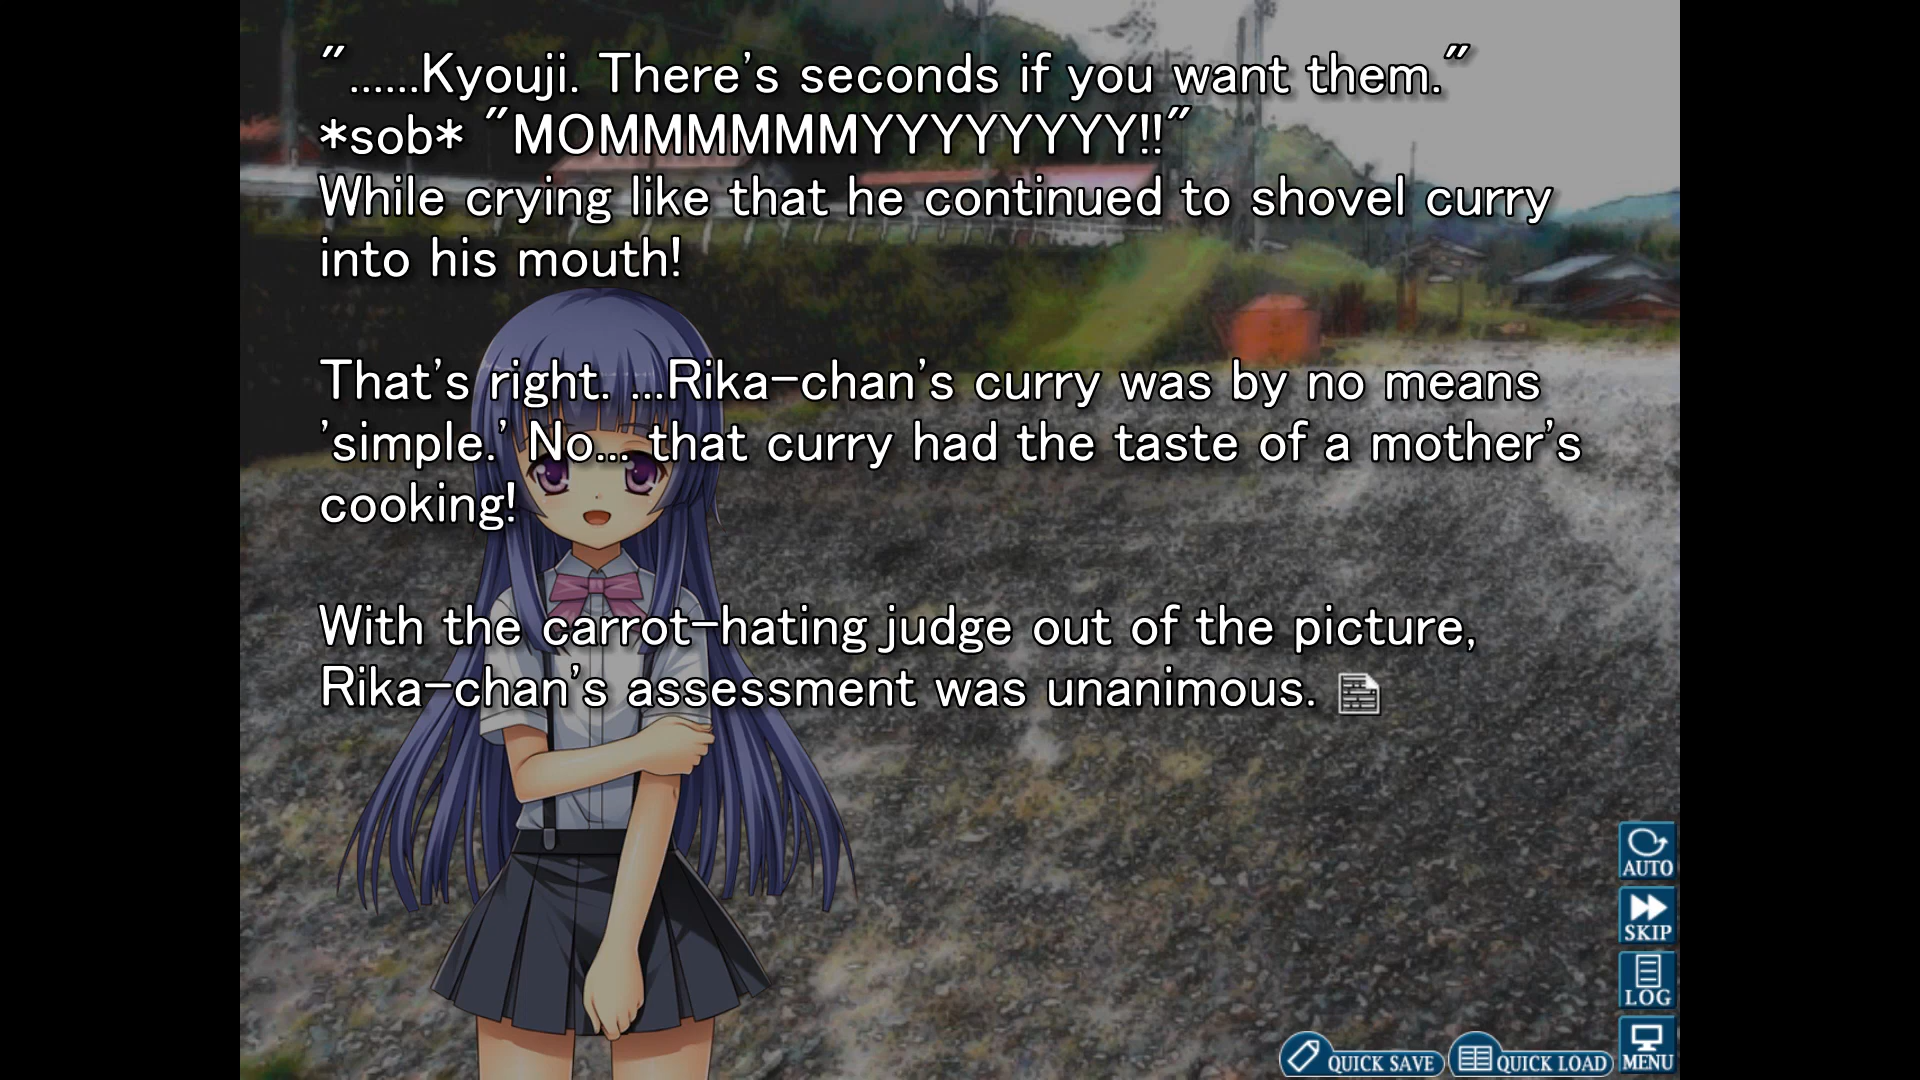 "......Kyouji. There's seconds if you want them."
*sob* "MOMMMMMMYYYYYYYY!!"
While crying like that he continued to shovel curry
into his mouth!
That's right. ...Rika-chan's curry was by no means
'simple.' No... that curry had the taste of a mother's
cooking!
With the carrot-hating judge out of the picture,
Rika-chan's assessment was unanimous.
AUTO
SKIP
LOG
MENU
QUICK SAVE
QUICK LOAD